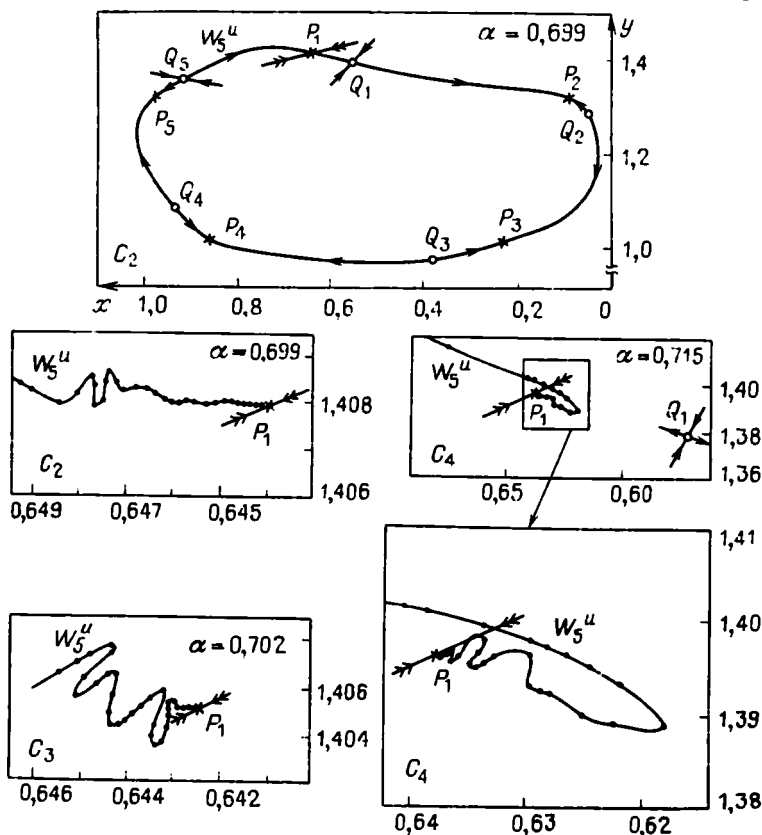 W₅ᵘ P₁ α = 0,699 y
Q₅ Q₁ P₂ 1,4
P₅ Q₂
1,2
Q₄ P₄ Q₃ P₃ 1,0
C₂
x 1,0 0,8 0,6 0,4 0,2 0
W₅ᵘ α = 0,699
1,408
P₁
C₂
1,406
0,649 0,647 0,645
W₅ᵘ α = 0,715
1,40
P₁ Q₁
1,38
C₄
1,36
0,65 0,60
W₅ᵘ α = 0,702
1,406
P₁
1,404
C₃
0,646 0,644 0,642
1,41
1,40
W₅ᵘ
P₁
1,39
C₄
1,38
0,64 0,63 0,62